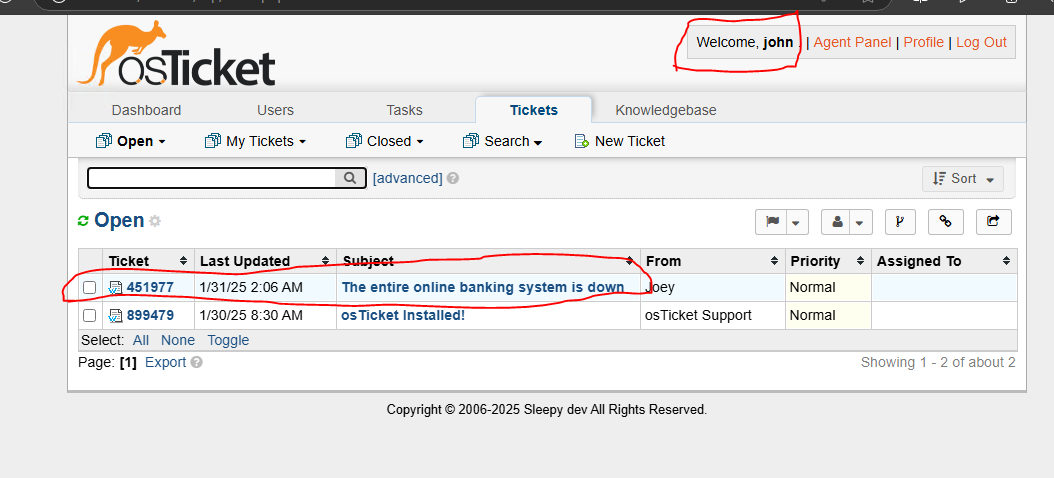 Welcome, john | Agent Panel | Profile | Log Out
osTicket
Dashboard Users Tasks Tickets Knowledgebase
Open My Tickets Closed Search New Ticket
[advanced] ? Sort
Open
Ticket Last Updated Subject From Priority Assigned To
451977 1/31/25 2:06 AM The entire online banking system is down Joey Normal
899479 1/30/25 8:30 AM osTicket Installed! osTicket Support Normal
Select: All None Toggle
Page: [1] Export ? Showing 1 - 2 of about 2
Copyright © 2006-2025 Sleepy dev All Rights Reserved.